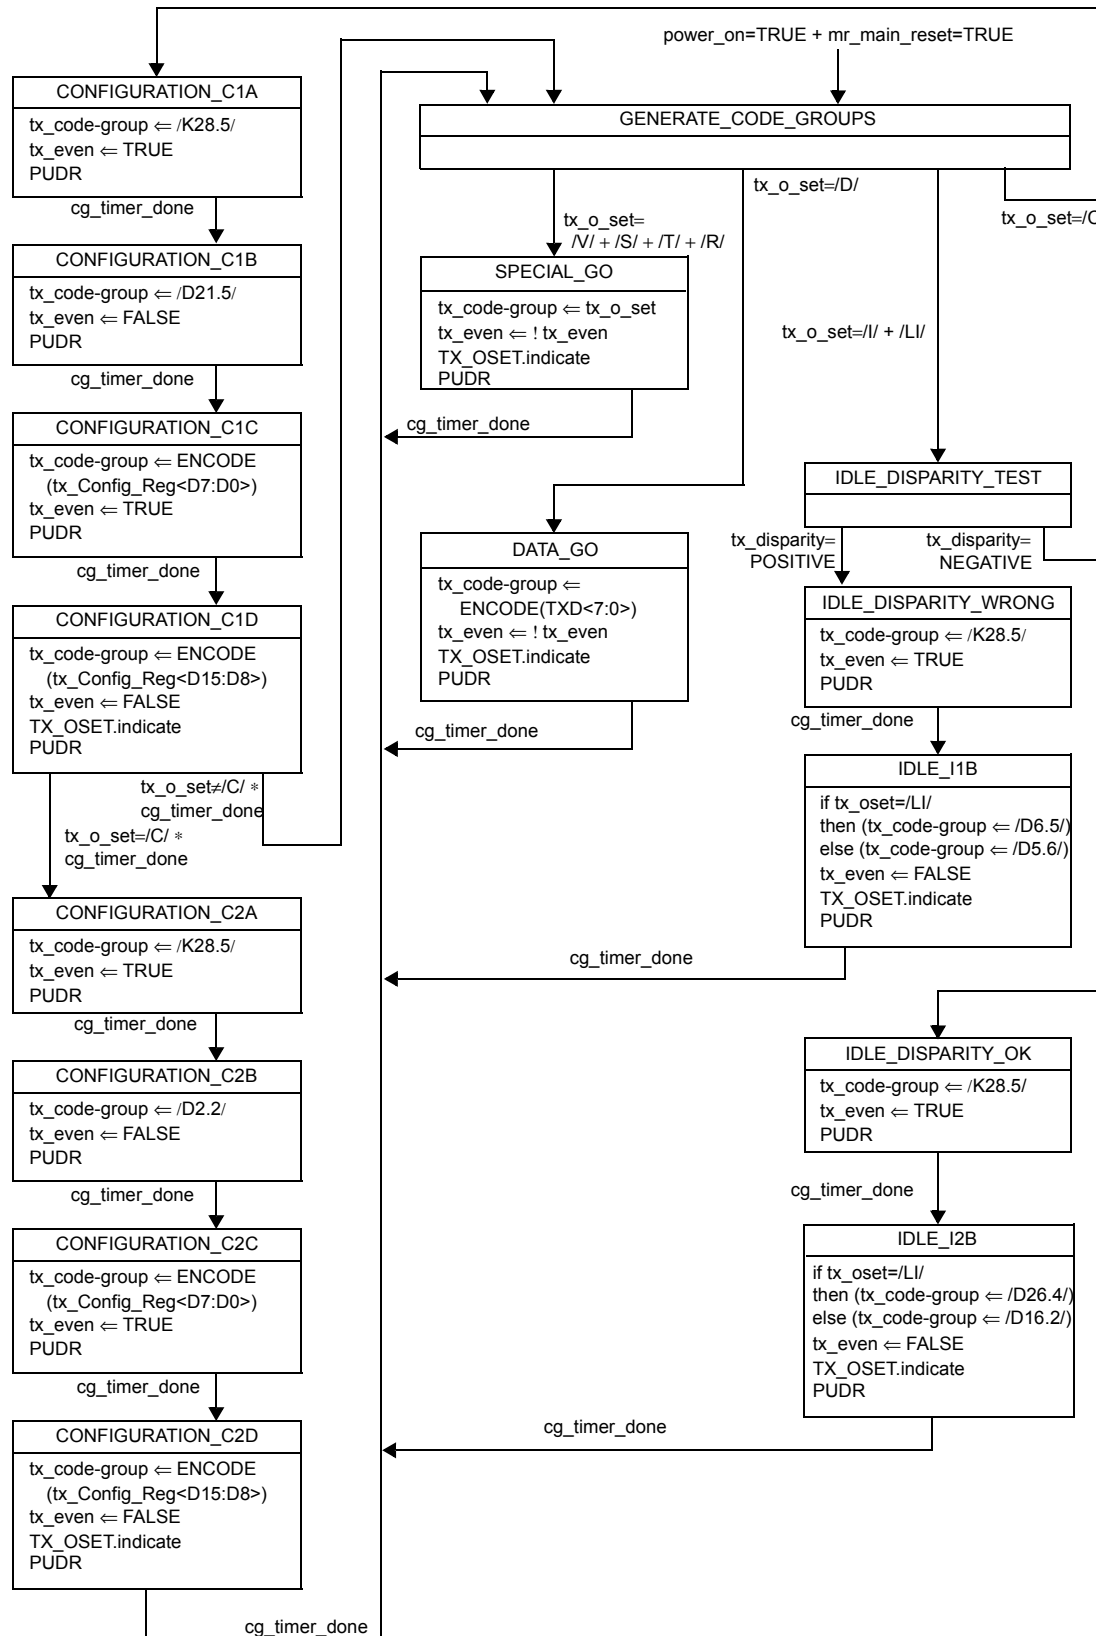 power_on=TRUE + mr_main_reset=TRUE
CONFIGURATION_C1A
tx_code-group ⇐ /K28.5/
tx_even ⇐ TRUE
PUDR
cg_timer_done
CONFIGURATION_C1B
tx_code-group ⇐ /D21.5/
tx_even ⇐ FALSE
PUDR
cg_timer_done
CONFIGURATION_C1C
tx_code-group ⇐ ENCODE
(tx_Config_Reg<D7:D0>)
tx_even ⇐ TRUE
PUDR
cg_timer_done
CONFIGURATION_C1D
tx_code-group ⇐ ENCODE
(tx_Config_Reg<D15:D8>)
tx_even ⇐ FALSE
TX_OSET.indicate
PUDR
tx_o_set≠/C/ *
cg_timer_done
tx_o_set=/C/ *
cg_timer_done
CONFIGURATION_C2A
tx_code-group ⇐ /K28.5/
tx_even ⇐ TRUE
PUDR
cg_timer_done
CONFIGURATION_C2B
tx_code-group ⇐ /D2.2/
tx_even ⇐ FALSE
PUDR
cg_timer_done
CONFIGURATION_C2C
tx_code-group ⇐ ENCODE
(tx_Config_Reg<D7:D0>)
tx_even ⇐ TRUE
PUDR
cg_timer_done
CONFIGURATION_C2D
tx_code-group ⇐ ENCODE
(tx_Config_Reg<D15:D8>)
tx_even ⇐ FALSE
TX_OSET.indicate
PUDR
cg_timer_done
GENERATE_CODE_GROUPS
tx_o_set=/D/
tx_o_set=/C
tx_o_set=
/V/ + /S/ + /T/ + /R/
SPECIAL_GO
tx_code-group ⇐ tx_o_set
tx_even ⇐ ! tx_even
TX_OSET.indicate
PUDR
cg_timer_done
DATA_GO
tx_code-group ⇐
ENCODE(TXD<7:0>)
tx_even ⇐ ! tx_even
TX_OSET.indicate
PUDR
cg_timer_done
tx_o_set=/I/ + /LI/
IDLE_DISPARITY_TEST
tx_disparity=
POSITIVE
tx_disparity=
NEGATIVE
IDLE_DISPARITY_WRONG
tx_code-group ⇐ /K28.5/
tx_even ⇐ TRUE
PUDR
cg_timer_done
IDLE_I1B
if tx_oset=/LI/
then (tx_code-group ⇐ /D6.5/)
else (tx_code-group ⇐ /D5.6/)
tx_even ⇐ FALSE
TX_OSET.indicate
PUDR
cg_timer_done
IDLE_DISPARITY_OK
tx_code-group ⇐ /K28.5/
tx_even ⇐ TRUE
PUDR
cg_timer_done
IDLE_I2B
if tx_oset=/LI/
then (tx_code-group ⇐ /D26.4/)
else (tx_code-group ⇐ /D16.2/)
tx_even ⇐ FALSE
TX_OSET.indicate
PUDR
cg_timer_done